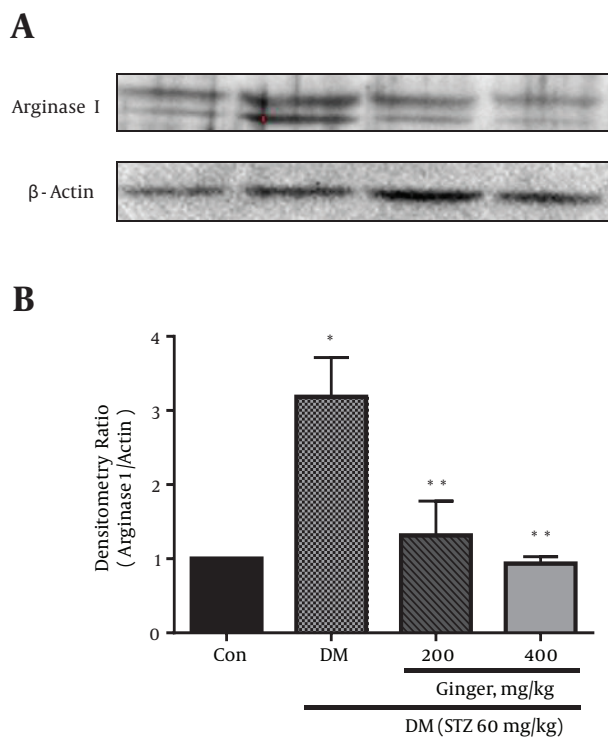 A
Arginase I
β-Actin
B
Densitometry Ratio
( Arginase 1/Actin )
4
3
2
1
0
*
* *
* *
Con
DM
200
400
Ginger, mg/kg
DM (STZ 60 mg/kg)